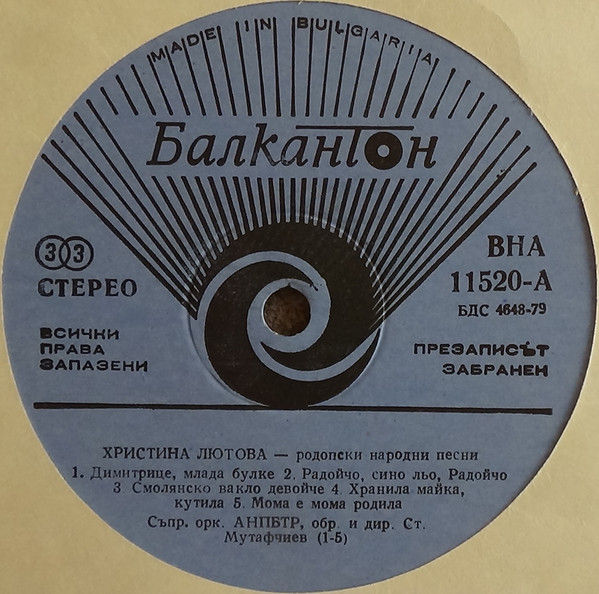 MADE IN BULGARIA
Балкантон
33
СТЕРЕО
ВНА
11520-А
БДС 4648-79
ВСИЧКИ
ПРАВА
ЗАПАЗЕНИ
ПРЕЗАПИСЪТ
ЗАБРАНЕН
ХРИСТИНА ЛЮТОВА — родопски народни песни
1. Димитрице, млада булке 2. Радойчо, сино льо, Радойчо
3. Смолянско вакло девойче 4. Хранила майка,
кутила 5. Мома е мома родила
Съпр. орк. АНПБТР, обр. и дир. Ст.
Мутафчиев (1-5)